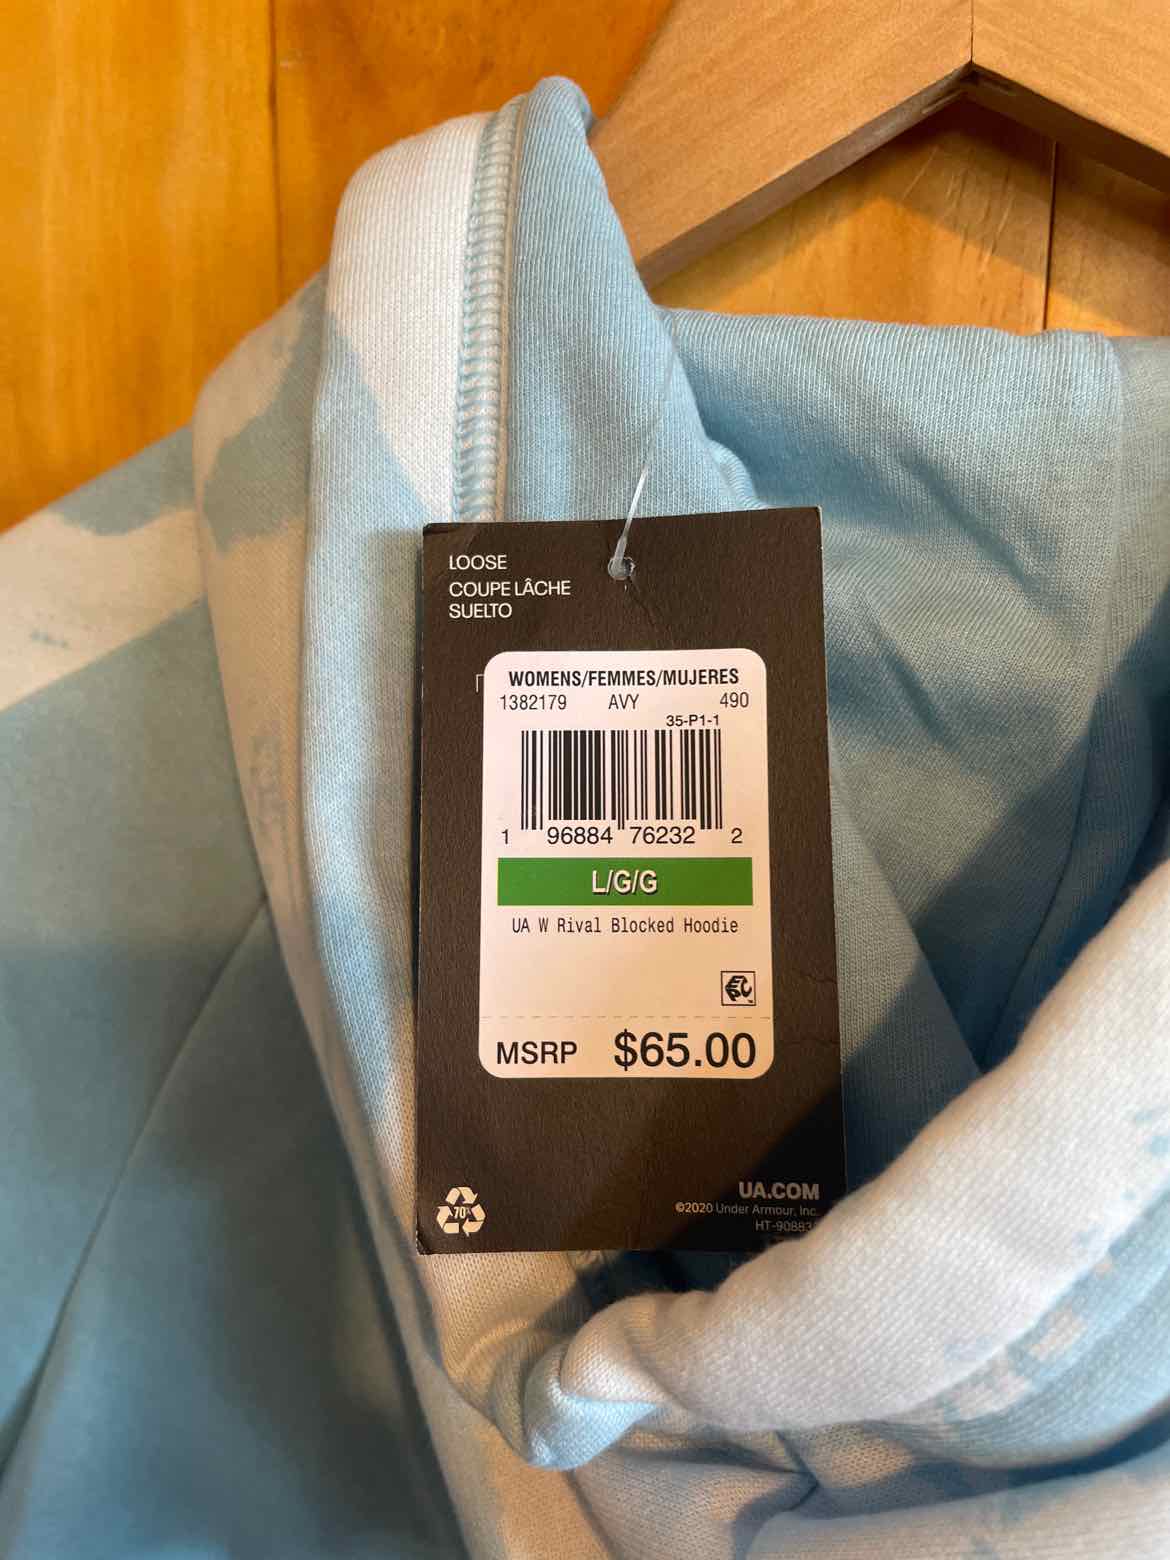 LOOSE
COUPE LÂCHE
SUELTO
WOMENS/FEMMES/MUJERES
1382179 AVY 490
35-P1-1
1 96884 76232 2
L/G/G
UA W Rival Blocked Hoodie
MSRP $65.00
70%
UA.COM
©2020 Under Armour, Inc.